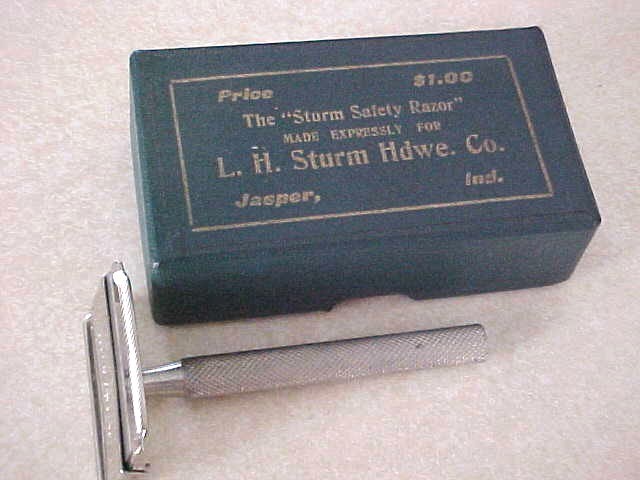 Price $1.00
The "Sturm Safety Razor"
MADE EXPRESSLY FOR
L. H. Sturm Hdwe. Co.
Jasper, Ind.